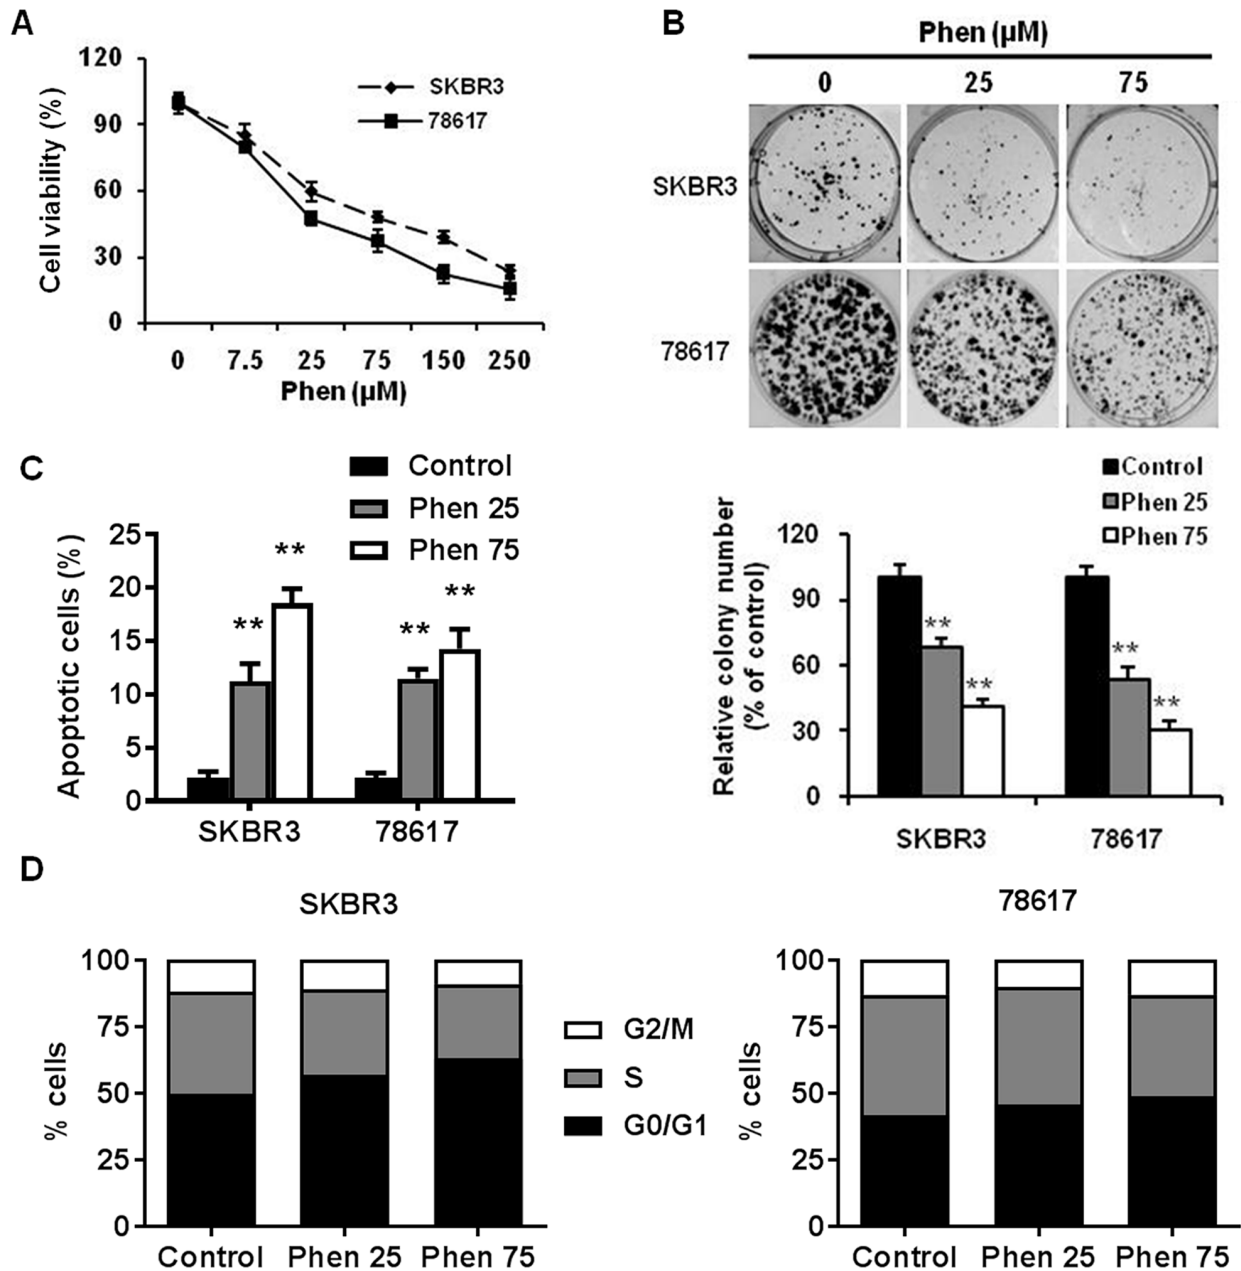 A
120
90
60
30
0
Cell viability (%)
SKBR3
78617
0 7.5 25 75 150 250
Phen (µM)
B
Phen (µM)
0 25 75
SKBR3
78617
Control
Phen 25
Phen 75
120
90
60
30
0
Relative colony number
(% of control)
** ** ** **
SKBR3 78617
C
Control
Phen 25
Phen 75
25
20
15
10
5
0
Apoptotic cells (%)
** ** ** **
SKBR3 78617
D
SKBR3
100
75
50
25
0
% cells
Control Phen 25 Phen 75
G2/M
S
G0/G1
78617
100
75
50
25
0
% cells
Control Phen 25 Phen 75